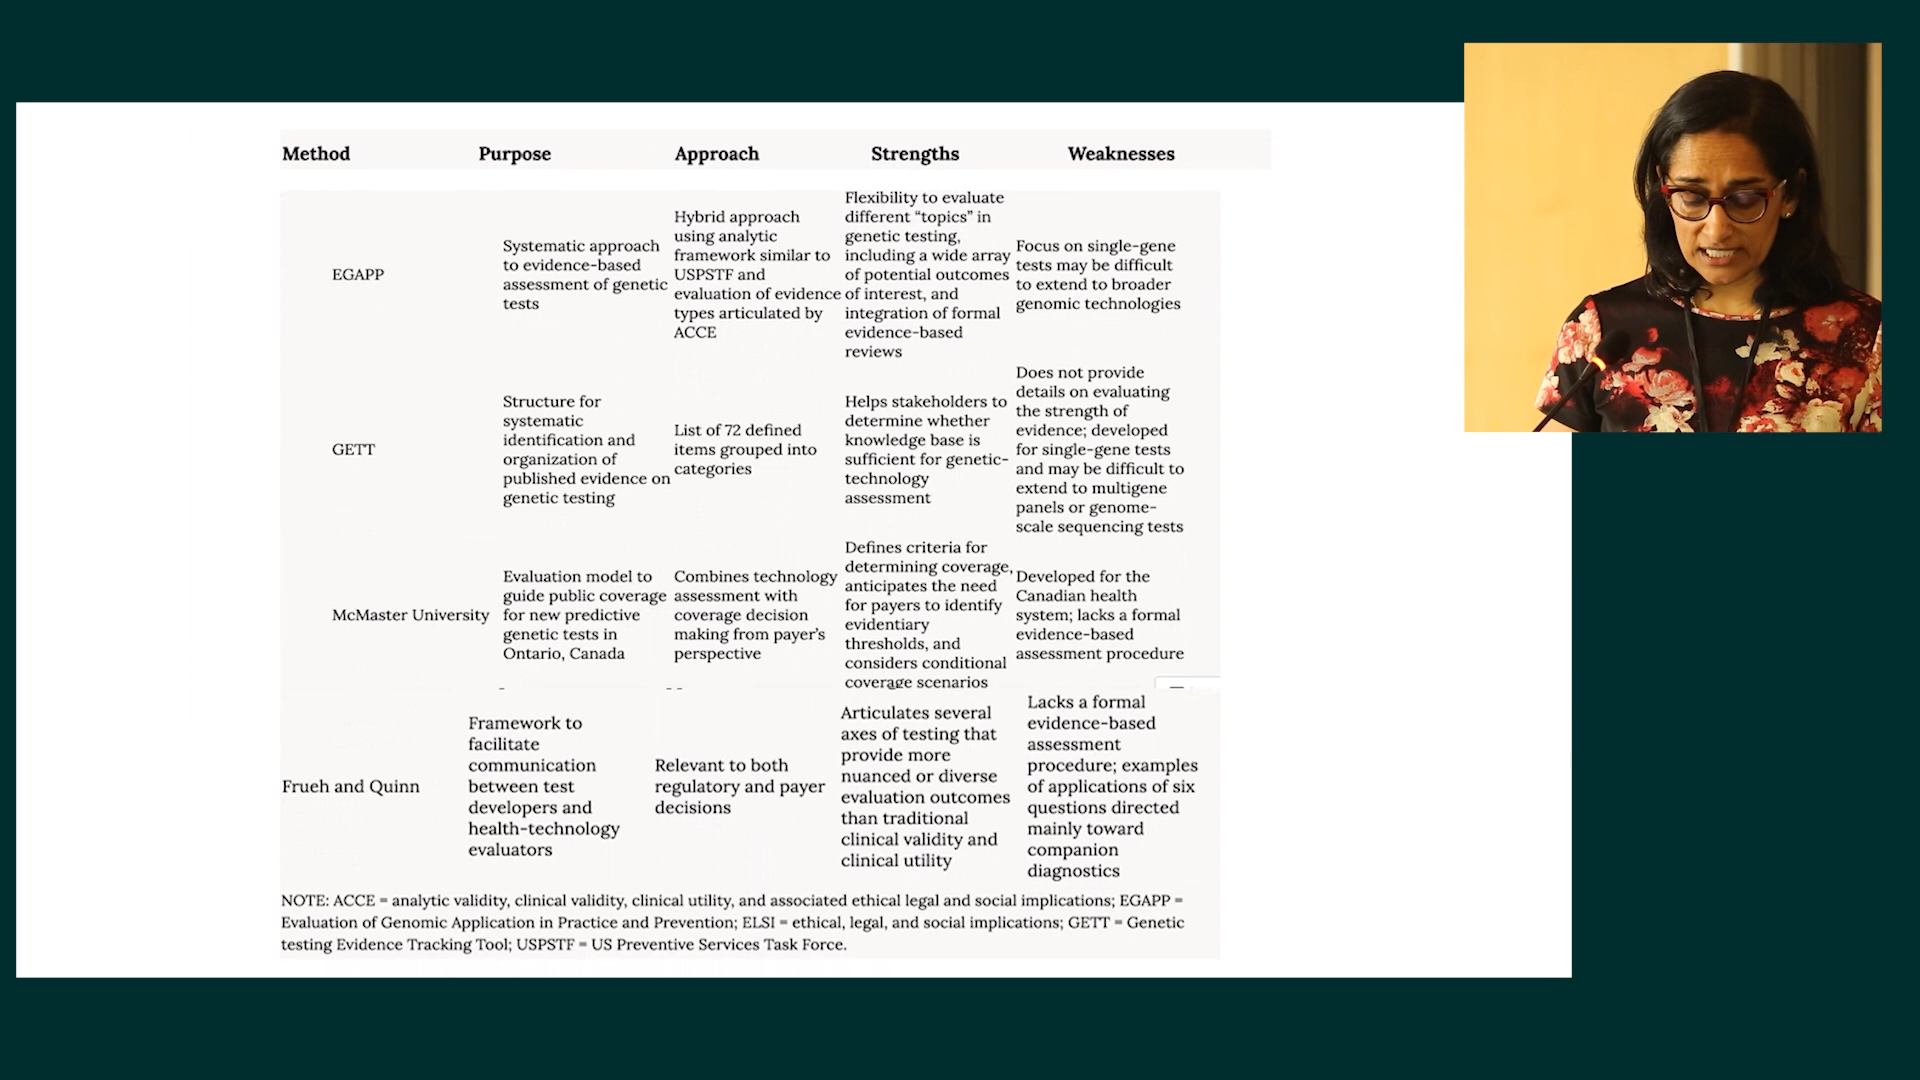 Method Purpose Approach Strengths Weaknesses
EGAPP
Systematic approach
to evidence-based
assessment of genetic
tests
Hybrid approach
using analytic
framework similar to
USPSTF and
evaluation of evidence
types articulated by
ACCE
Flexibility to evaluate
different “topics” in
genetic testing,
including a wide array
of potential outcomes
of interest, and
integration of formal
evidence-based
reviews
Focus on single-gene
tests may be difficult
to extend to broader
genomic technologies
GETT
Structure for
systematic
identification and
organization of
published evidence on
genetic testing
List of 72 defined
items grouped into
categories
Helps stakeholders to
determine whether
knowledge base is
sufficient for genetic-
technology
assessment
Does not provide
details on evaluating
the strength of
evidence; developed
for single-gene tests
and may be difficult to
extend to multigene
panels or genome-
scale sequencing tests
McMaster University
Evaluation model to
guide public coverage
for new predictive
genetic tests in
Ontario, Canada
Combines technology
assessment with
coverage decision
making from payer’s
perspective
Defines criteria for
determining coverage,
anticipates the need
for payers to identify
evidentiary
thresholds, and
considers conditional
coverage scenarios
Developed for the
Canadian health
system; lacks a formal
evidence-based
assessment procedure
Frueh and Quinn
Framework to
facilitate
communication
between test
developers and
health-technology
evaluators
Relevant to both
regulatory and payer
decisions
Articulates several
axes of testing that
provide more
nuanced or diverse
evaluation outcomes
than traditional
clinical validity and
clinical utility
Lacks a formal
evidence-based
assessment
procedure; examples
of applications of six
questions directed
mainly toward
companion
diagnostics
NOTE: ACCE = analytic validity, clinical validity, clinical utility, and associated ethical legal and social implications; EGAPP =
Evaluation of Genomic Application in Practice and Prevention; ELSI = ethical, legal, and social implications; GETT = Genetic
testing Evidence Tracking Tool; USPSTF = US Preventive Services Task Force.